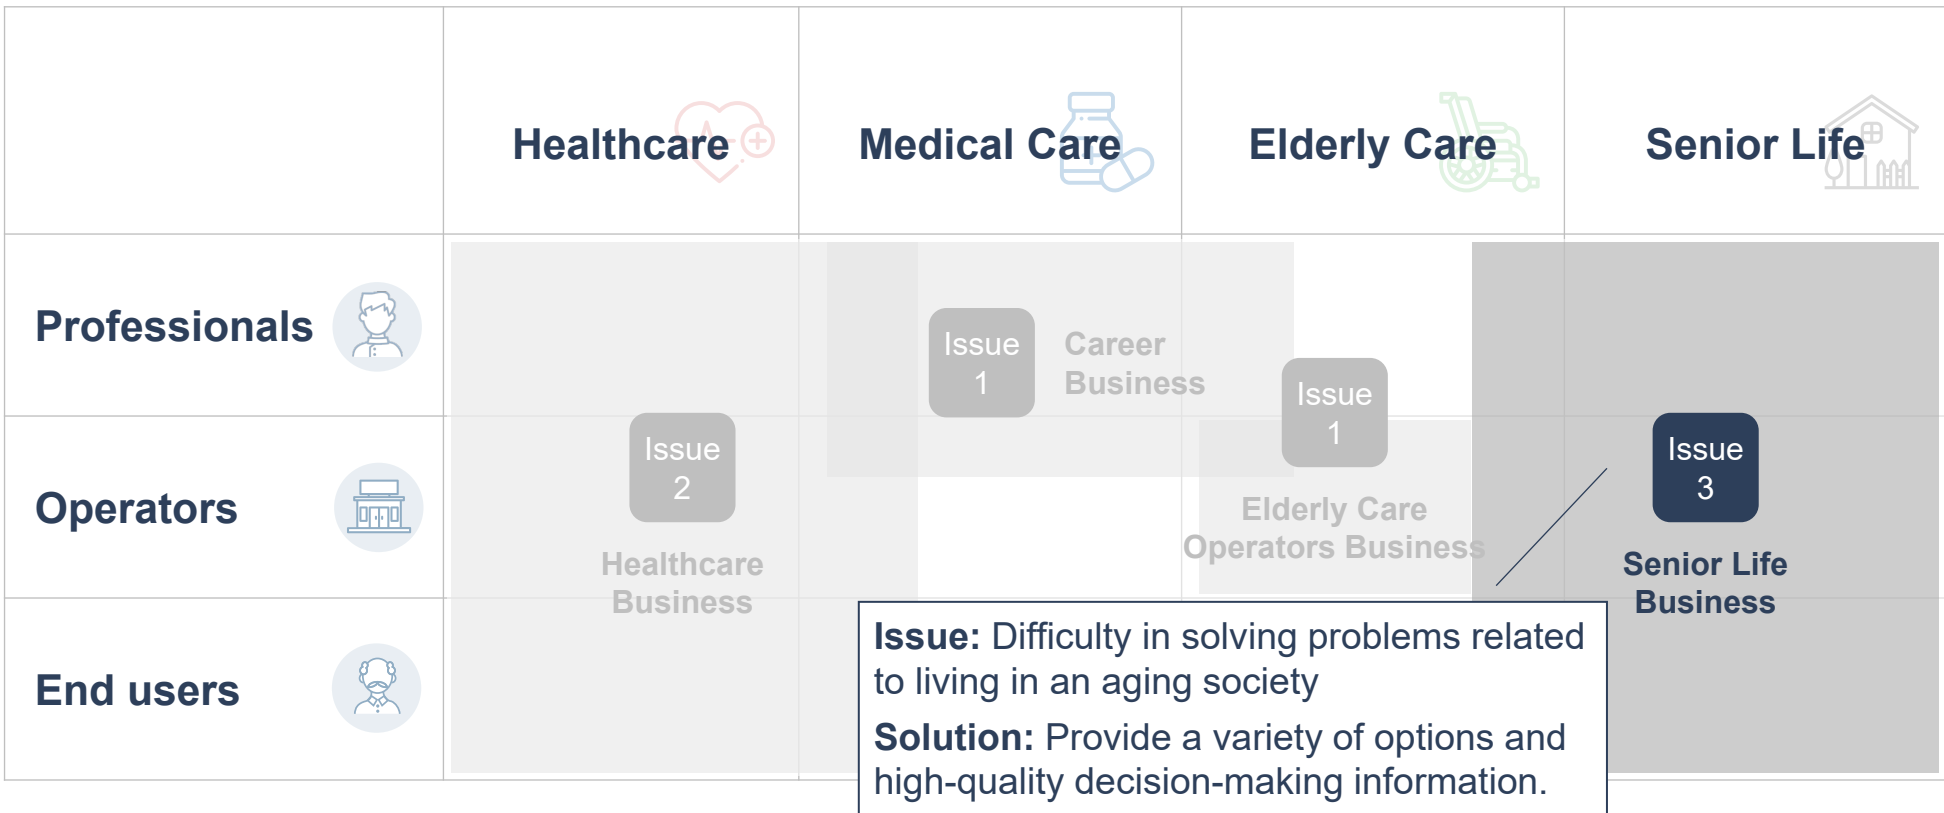 Healthcare
Medical Care
Elderly Care
Senior Life
Professionals
Issue
1
Career
Business
Issue
1
Operators
Issue
2
Healthcare
Business
Elderly Care
Operators Business
Issue
3
Senior Life
Business
End users
Issue: Difficulty in solving problems related
to living in an aging society
Solution: Provide a variety of options and
high-quality decision-making information.